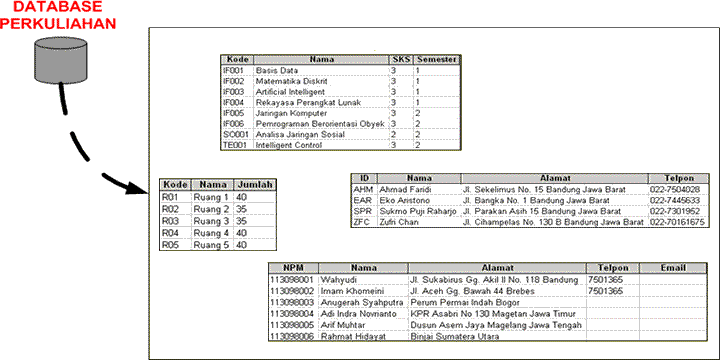 DATABASE
PERKULIAHAN
Kode Nama SKS Semester
IF001 Basis Data 3 1
IF002 Matematika Diskrit 3 1
IF003 Artificial Intelligent 3 1
IF004 Rekayasa Perangkat Lunak 3 1
IF005 Jaringan Komputer 3 2
IF006 Pemrograman Berorientasi Obyek 3 2
SC001 Analisa Jaringan Sosial 2 2
TE001 Intelligent Control 3 2
Kode Nama Jumlah
R01 Ruang 1 40
R02 Ruang 2 35
R03 Ruang 3 35
R04 Ruang 4 40
R05 Ruang 5 40
ID Nama Alamat Telpon
AHM Ahmad Faridi Jl. Sekelimus No. 15 Bandung Jawa Barat 022-7504028
EAR Eko Aristono Jl. Bangka No. 1 Bandung Jawa Barat 022-7445633
SPR Sukmo Puji Raharjo Jl. Parakan Asih 15 Bandung Jawa Barat 022-7301952
ZFC Zufri Chan Jl. Cihampelas No. 130 B Bandung Jawa Barat 022-70161675
NPM Nama Alamat Telpon Email
113098001 Wahyudi Jl. Sukabirus Gg. Akil II No. 118 Bandung 7501365
113098002 Imam Khomeini Jl. Aceh Gg. Bawah 44 Brebes 7501365
113098003 Anugerah Syahputra Perum Permai Indah Bogor
113098004 Adi Indra Novrianto KPR Asabri No 130 Magetan Jawa Timur
113098005 Arif Muhtar Dusun Asem Jaya Magelang Jawa Tengah
113098006 Rahmat Hidayat Binjai Sumatera Utara